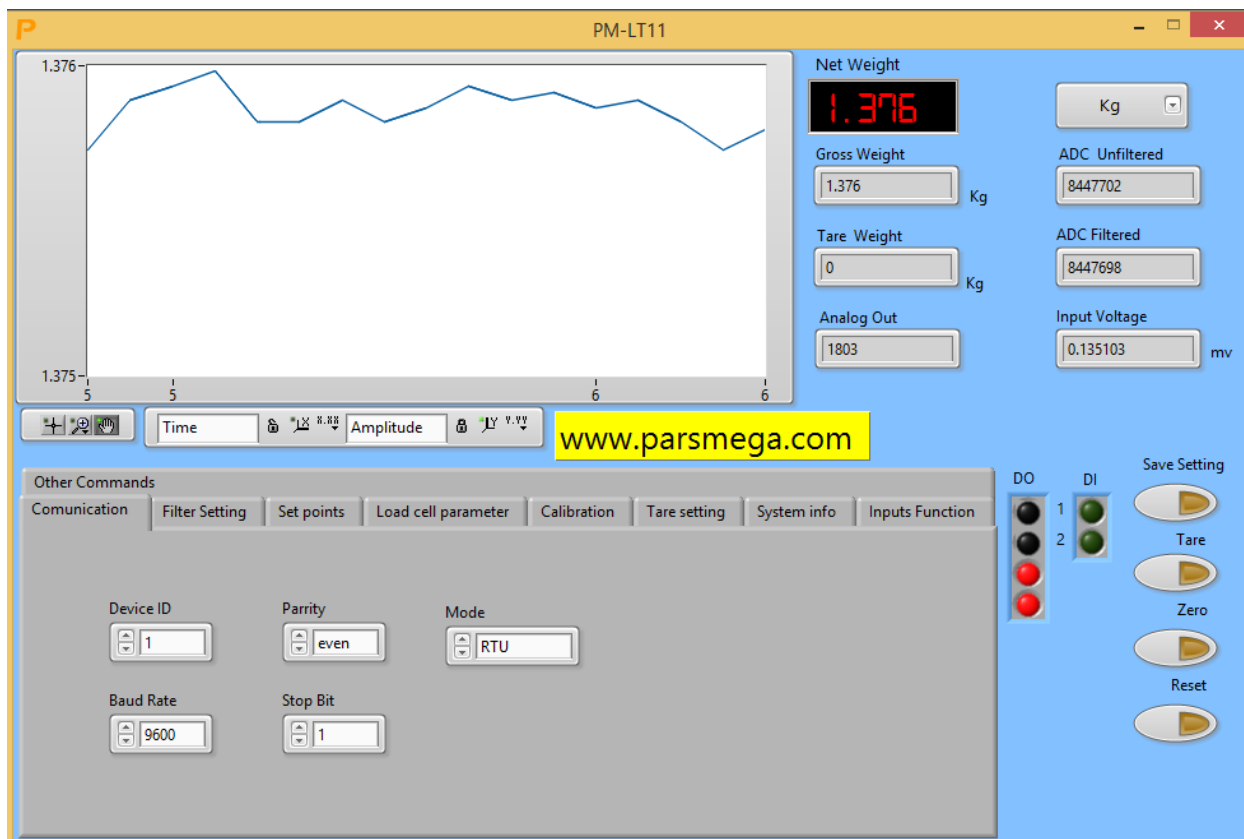 P
PM-LT11
1.376
1.375
5
5
6
6
Net Weight
1.376
Kg
Gross Weight
1.376
Kg
ADC Unfiltered
8447702
Tare Weight
0
Kg
ADC Filtered
8447698
Analog Out
1803
Input Voltage
0.135103
mv
Time
X.XX
Amplitude
Y.YY
www.parsmega.com
Other Commands
Comunication
Filter Setting
Set points
Load cell parameter
Calibration
Tare setting
System info
Inputs Function
Device ID
1
Parrity
even
Mode
RTU
Baud Rate
9600
Stop Bit
1
DO
DI
1
2
Save Setting
Tare
Zero
Reset